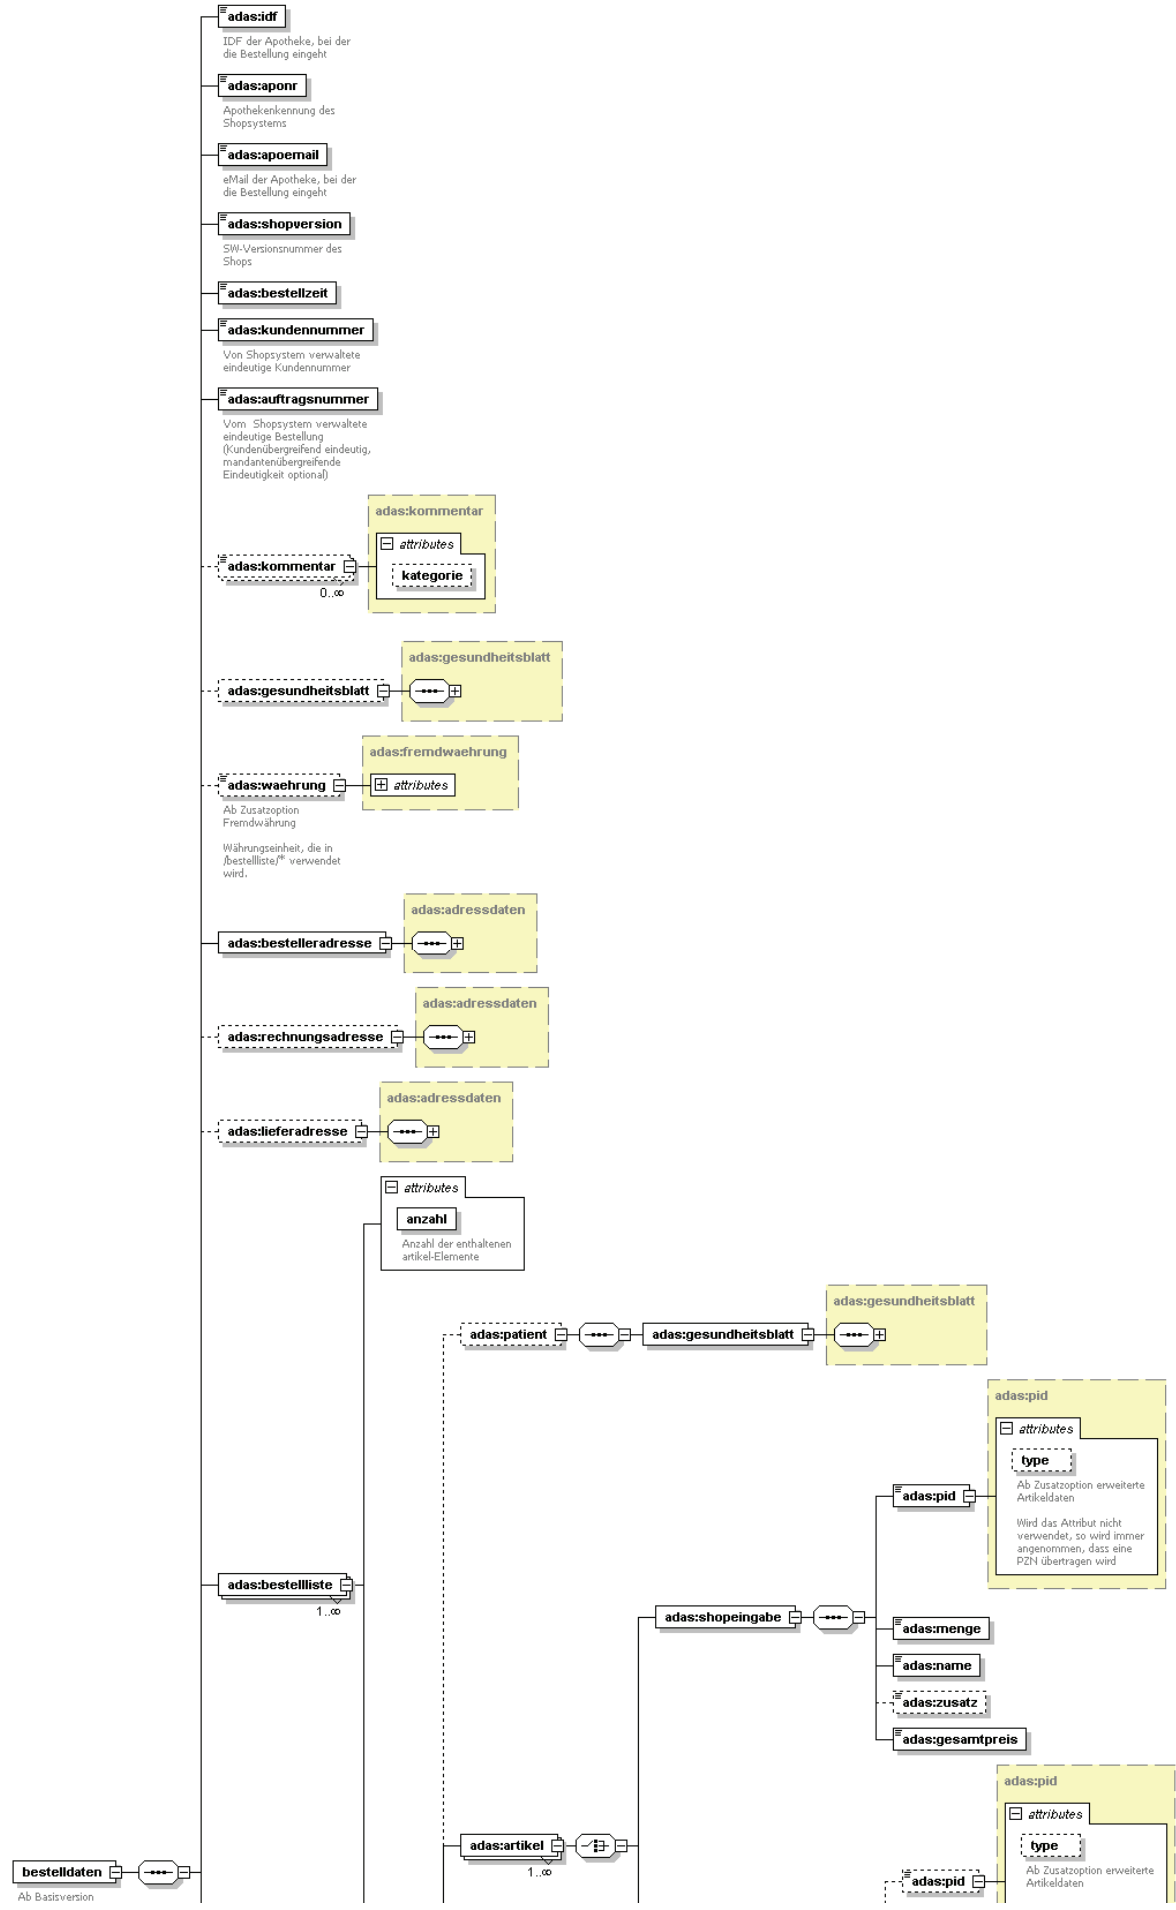 adas:idf
IDF der Apotheke, bei der
die Bestellung eingeht
adas:aponr
Apothekenkennung des
Shopsystems
adas:apoemail
eMail der Apotheke, bei der
die Bestellung eingeht
adas:shopversion
SW-Versionsnummer des
Shops
adas:bestellzeit
adas:kundennummer
Von Shopsystem verwaltete
eindeutige Kundennummer
adas:auftragsnummer
Vom Shopsystem verwaltete
eindeutige Bestellung
(Kundenübergreifend eindeutig,
mandantenübergreifende
Eindeutigkeit optional)
adas:kommentar
attributes
adas:kommentar
kategorie
0..∞
adas:gesundheitsblatt
adas:gesundheitsblatt
adas:fremdwaehrung
adas:waehrung
attributes
Ab Zusatzoption
Fremdwährung
Währungseinheit, die in
/bestellliste/* verwendet
wird.
adas:adressdaten
adas:bestelleradresse
adas:adressdaten
adas:rechnungsadresse
adas:adressdaten
adas:lieferadresse
attributes
anzahl
Anzahl der enthaltenen
artikel-Elemente
adas:gesundheitsblatt
adas:patient
adas:gesundheitsblatt
adas:pid
attributes
type
Ab Zusatzoption erweiterte
Artikeldaten
adas:pid
Wird das Attribut nicht
verwendet, so wird immer
angenommen, dass eine
PZN übertragen wird
adas:bestellliste
1..∞
adas:shopeingabe
adas:menge
adas:name
adas:zusatz
adas:gesamtpreis
adas:pid
attributes
adas:artikel
type
1..∞
bestelldaten
Ab Zusatzoption erweiterte
Artikeldaten
adas:pid
Ab Basisversion